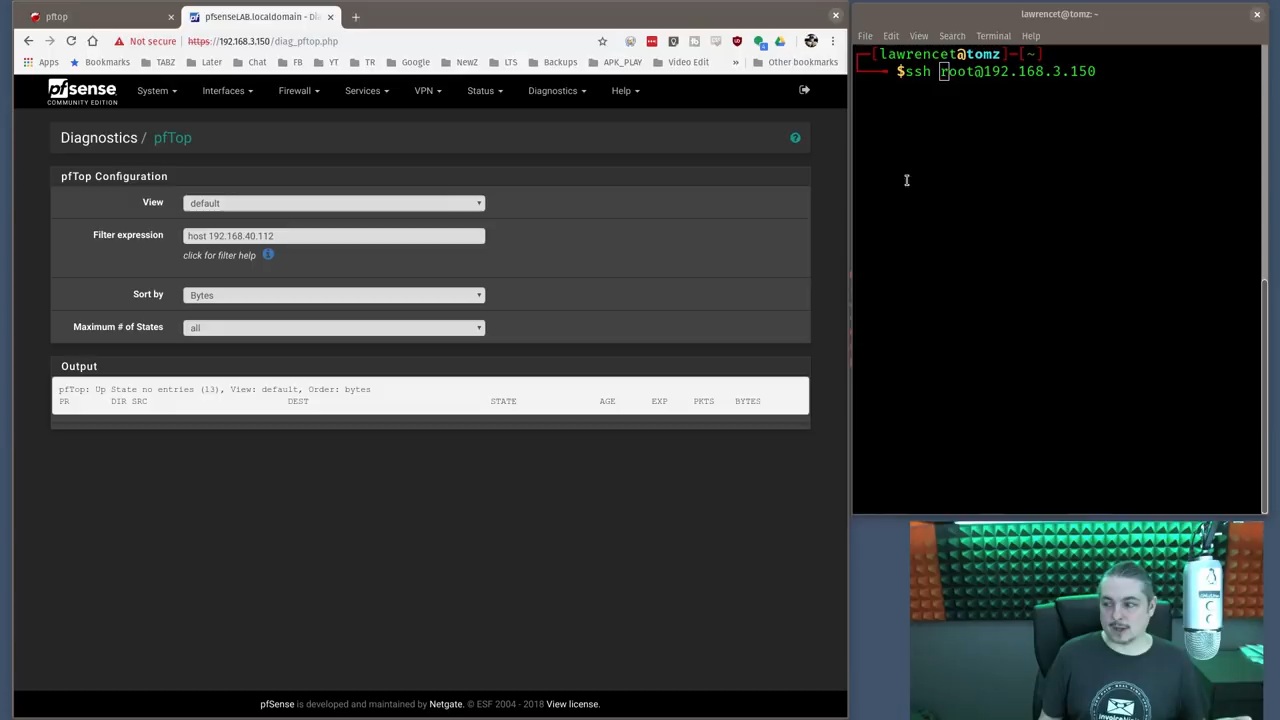 pftop
pfsenseLAB.localdomain - Dia
Not secure
https://192.168.3.150/diag_pftop.php
Apps
Bookmarks
TABZ
Later
Chat
FZ
YT
TR
Google
NewZ
LTS
Backups
APK_PLAY
Read Later
»
Other bookmarks
pfsense
COMMUNITY EDITION
System
Interfaces
Firewall
Services
VPN
Status
Diagnostics
Help
Diagnostics / pfTop
pfTop Configuration
View
default
Filter expression
host 192.168.40.112
click for filter help
Sort by
Bytes
Maximum # of States
all
Output
pfTop: Up State no entries (13), View: default, Order: bytes
PR DIR SRC DEST STATE AGE EXP PKTS BYTES
pfSense is developed and maintained by Netgate. © ESF 2004 - 2018 View license.
lawrencet@tomz: ~
File Edit View Search Terminal Help
[lawrencet@tomz]-[~]
$ssh root@192.168.3.150